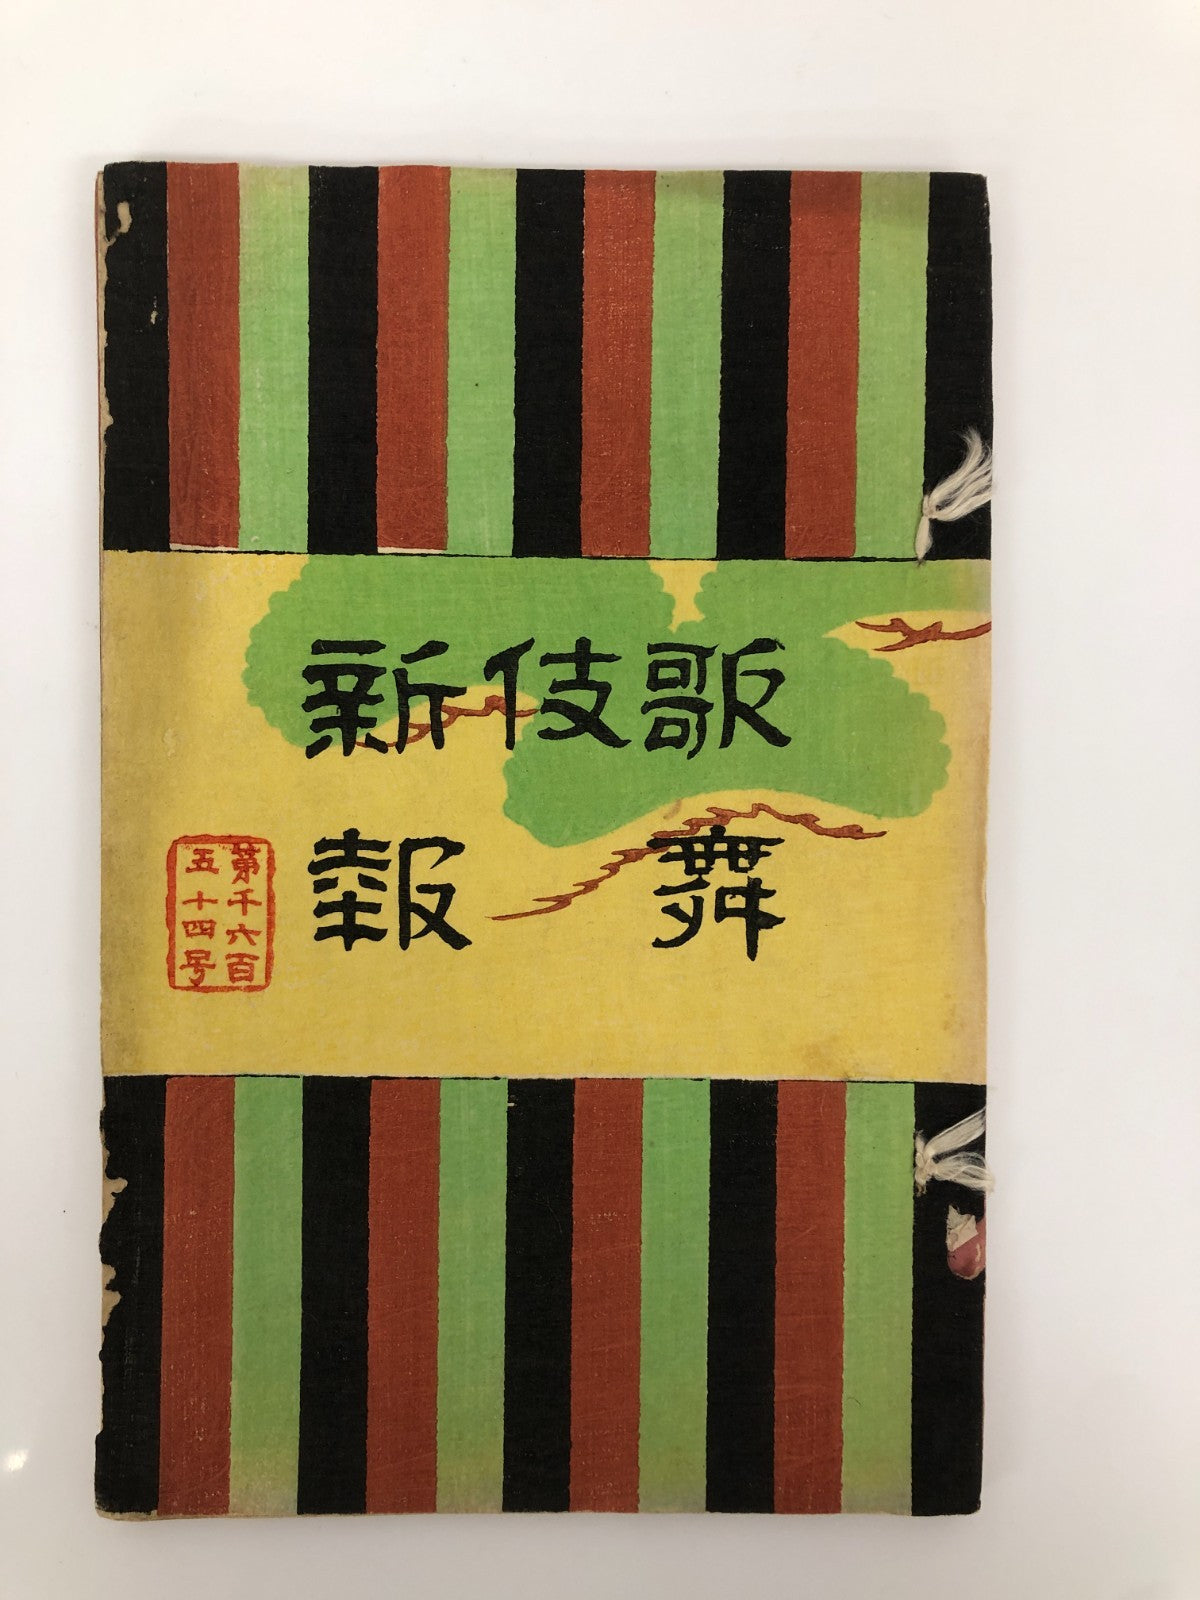 歌伎新
舞報
第千六百
五十四号